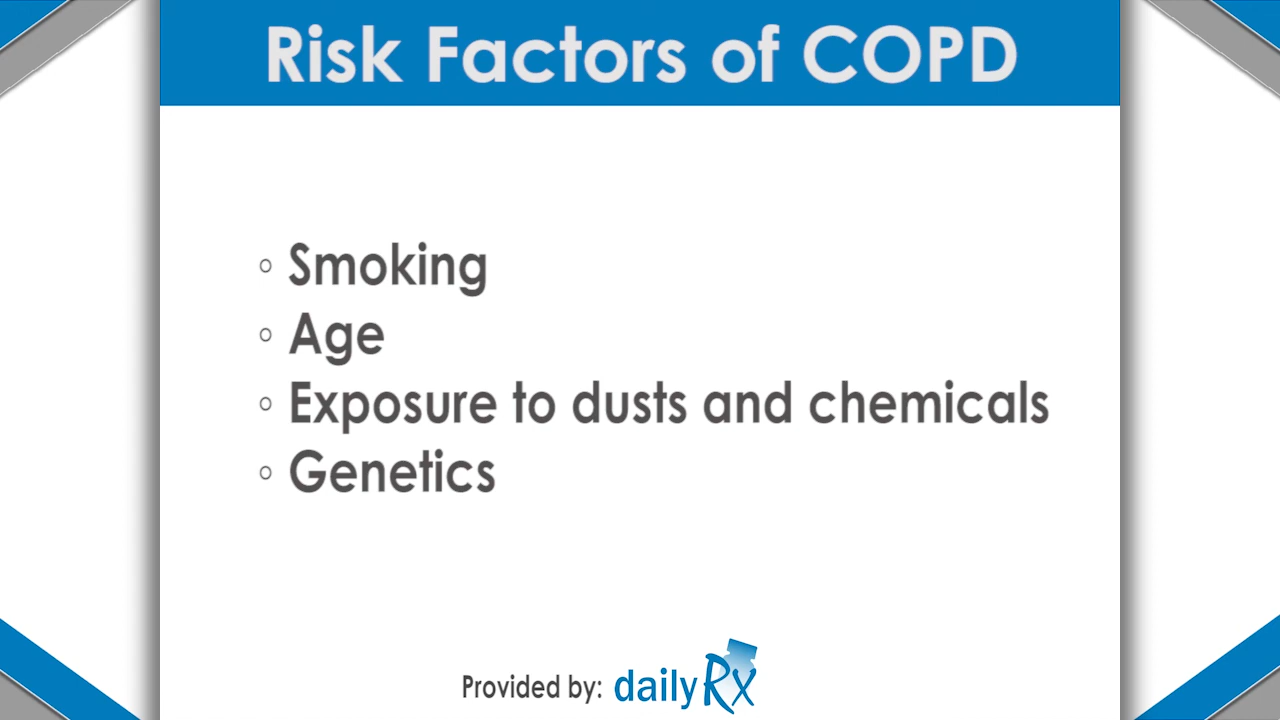 Risk Factors of COPD
◦ Smoking
◦ Age
◦ Exposure to dusts and chemicals
◦ Genetics
Provided by: dailyRx